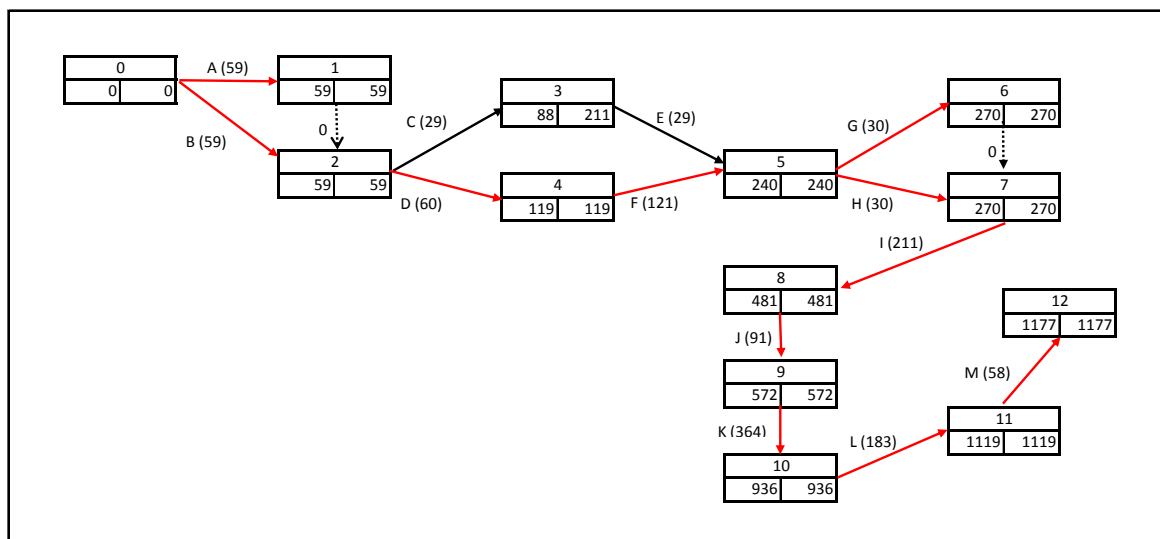 0
0 0
A (59)
1
59 59
B (59)
0
2
59 59
C (29)
3
88 211
E (29)
D (60)
4
119 119
F (121)
5
240 240
G (30)
6
270 270
0
H (30)
7
270 270
I (211)
8
481 481
J (91)
9
572 572
K (364)
10
936 936
L (183)
11
1119 1119
M (58)
12
1177 1177